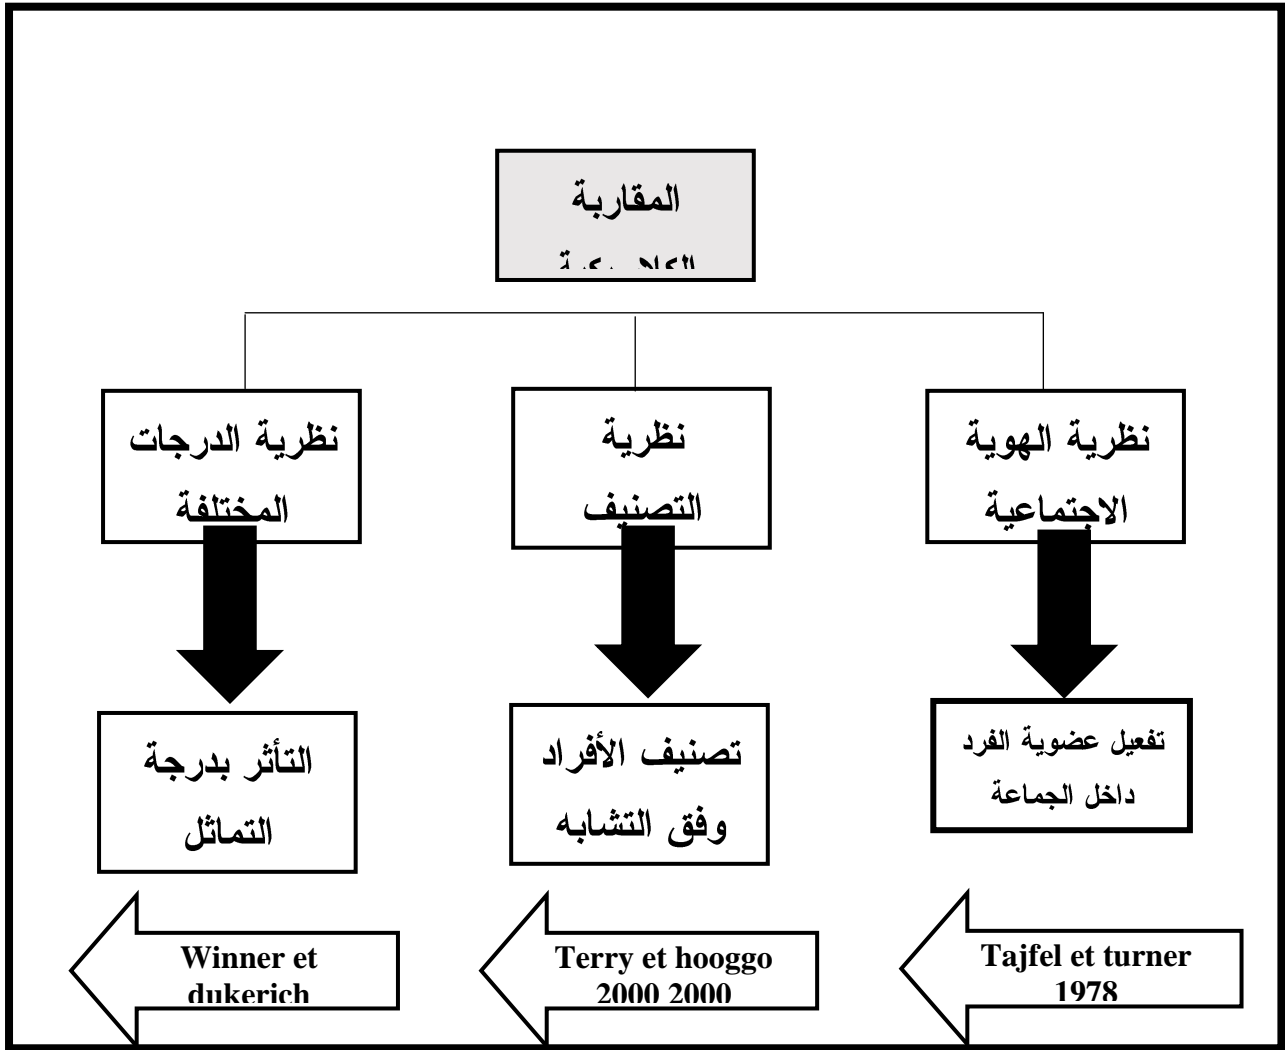 المقاربة
نظرية الهوية
الاجتماعية
نظرية
التصنيف
نظرية الدرجات
المختلفة
تفعيل عضوية الفرد
داخل الجماعة
تصنيف الأفراد
وفق التشابه
التأثر بدرجة
التماثل
Tajfel et turner
1978
Terry et hooggo
2000 2000
Winner et
dukerich